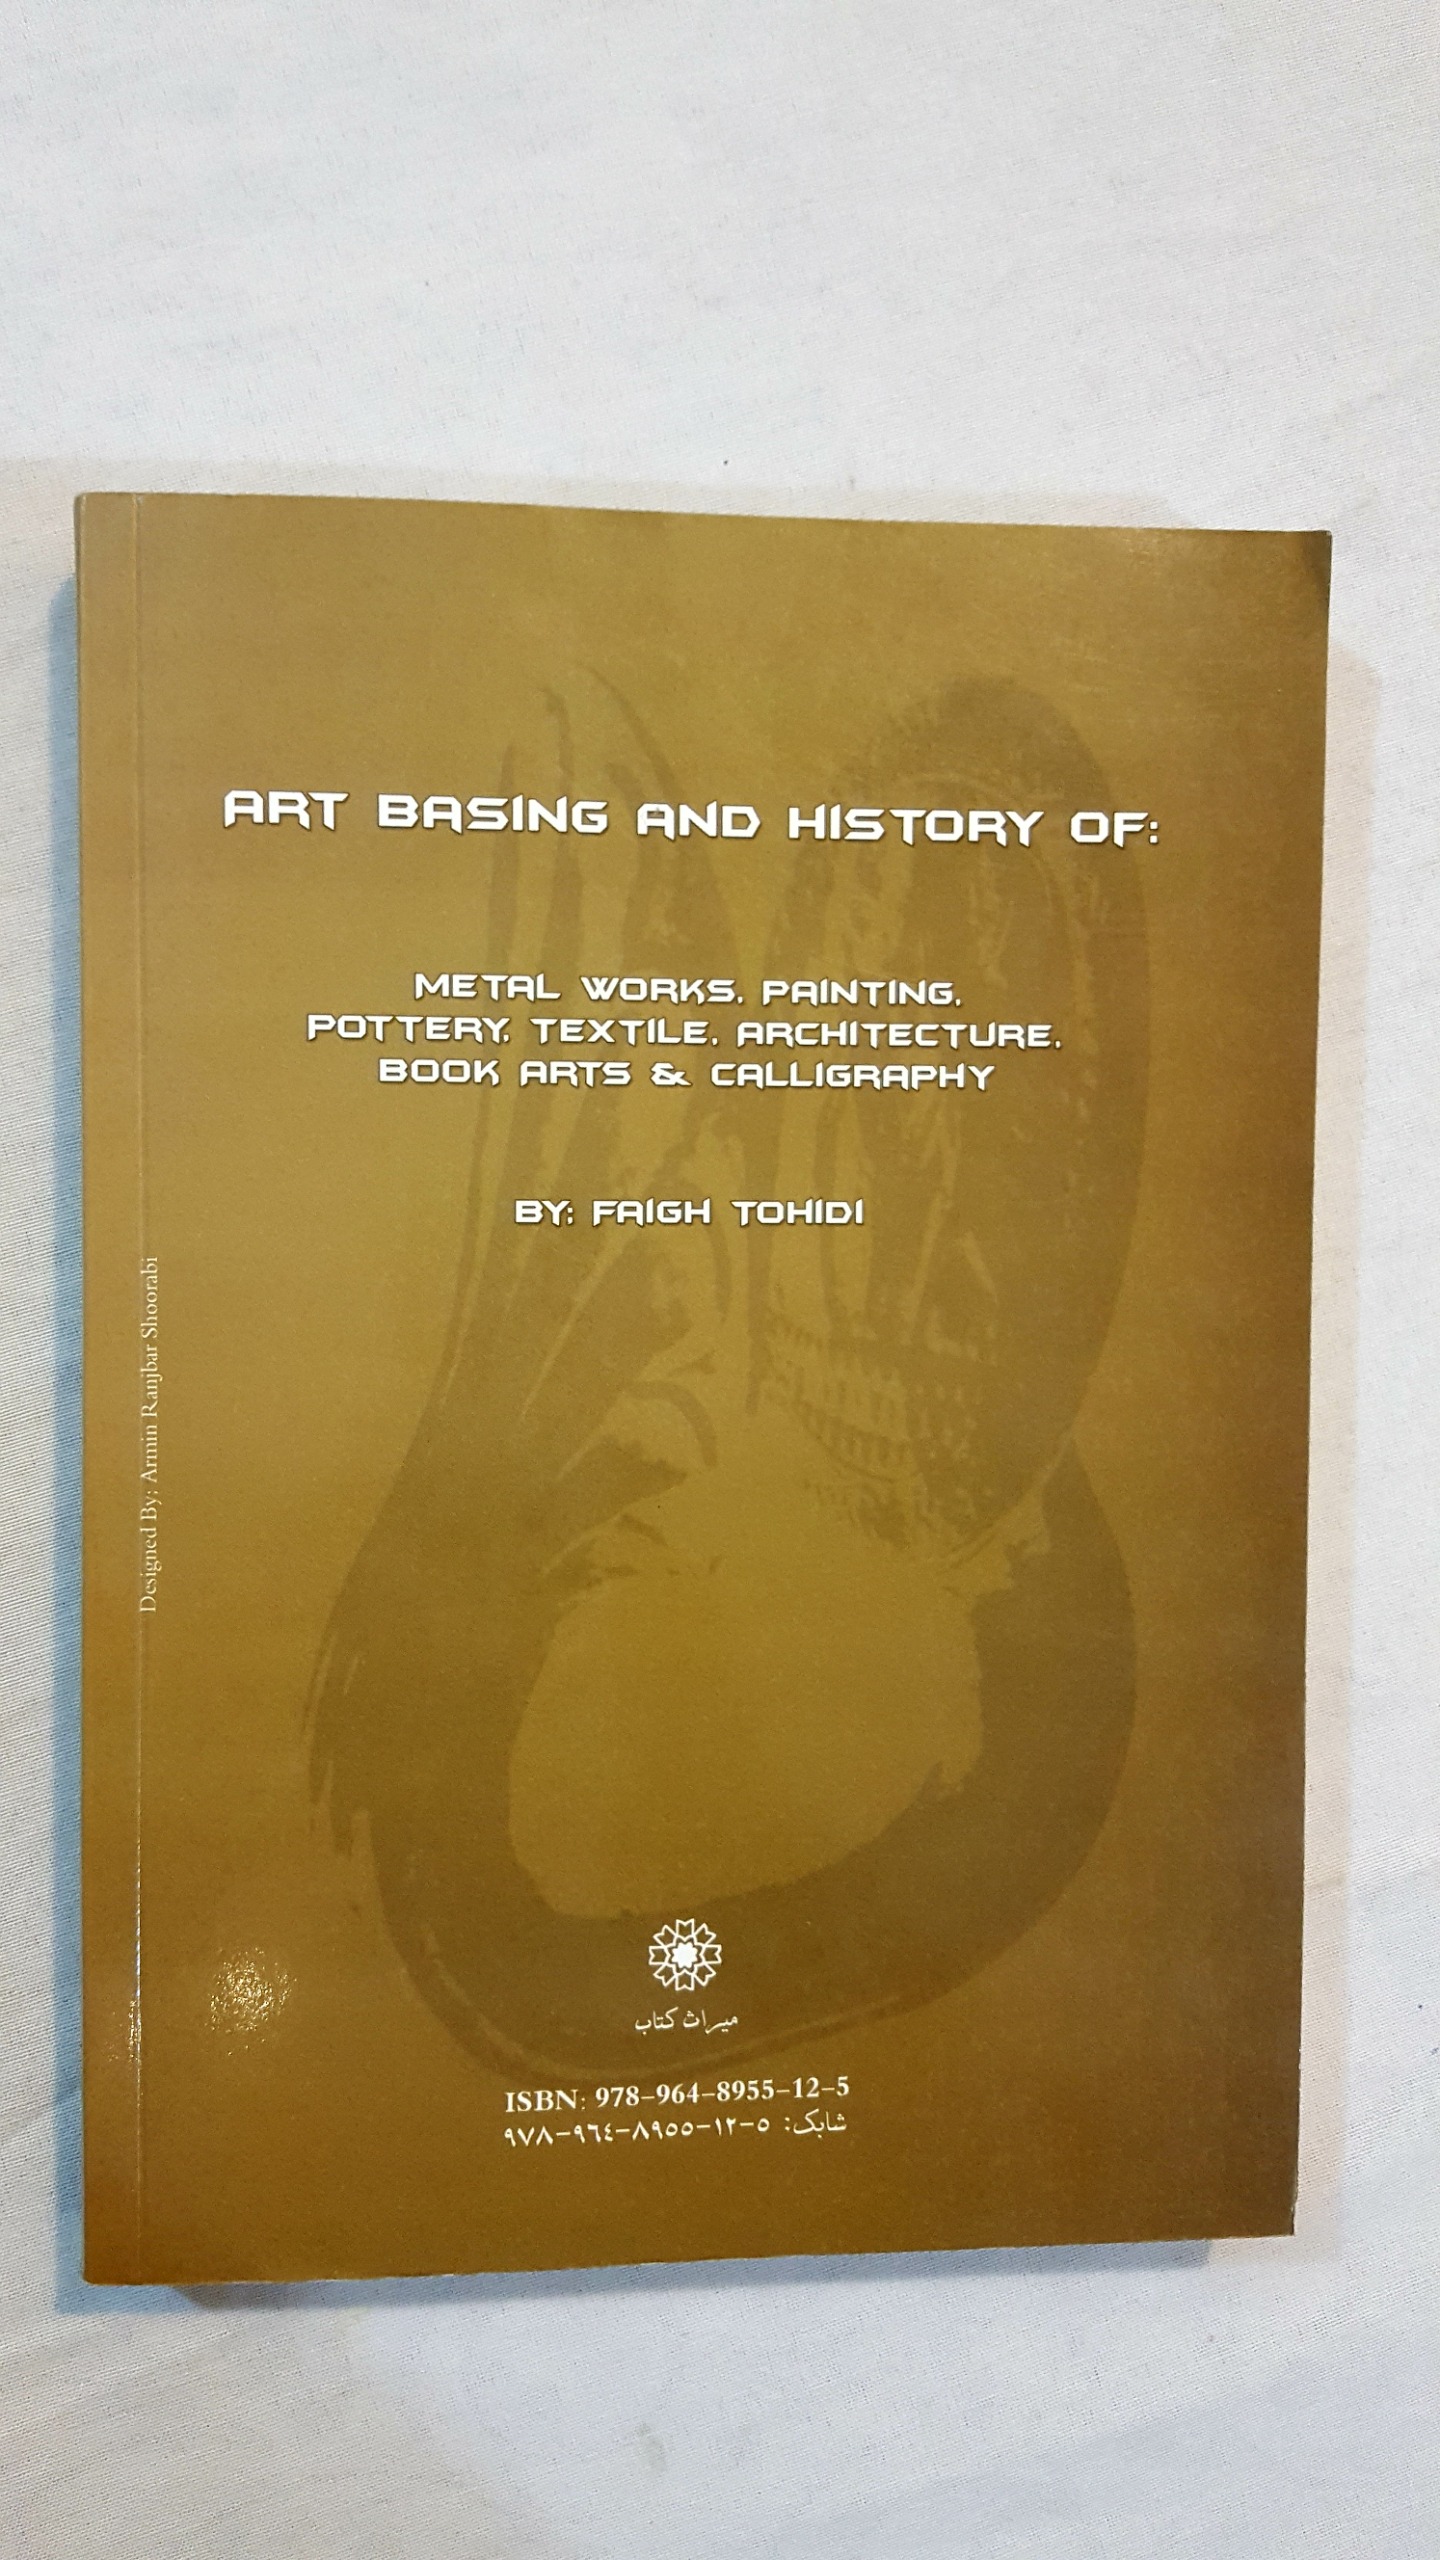 ART BASING AND HISTORY OF:
METAL WORKS, PAINTING,
POTTERY, TEXTILE, ARCHITECTURE,
BOOK ARTS & CALLIGRAPHY
BY: FAIGH TOHIDI
Designed By: Armin Ranjbar Shoorabi
میراث کتاب
ISBN: 978-964-8955-12-5
شابک: ۵-۱۲-۸۹۵۵-۹۶۴-۹۷۸